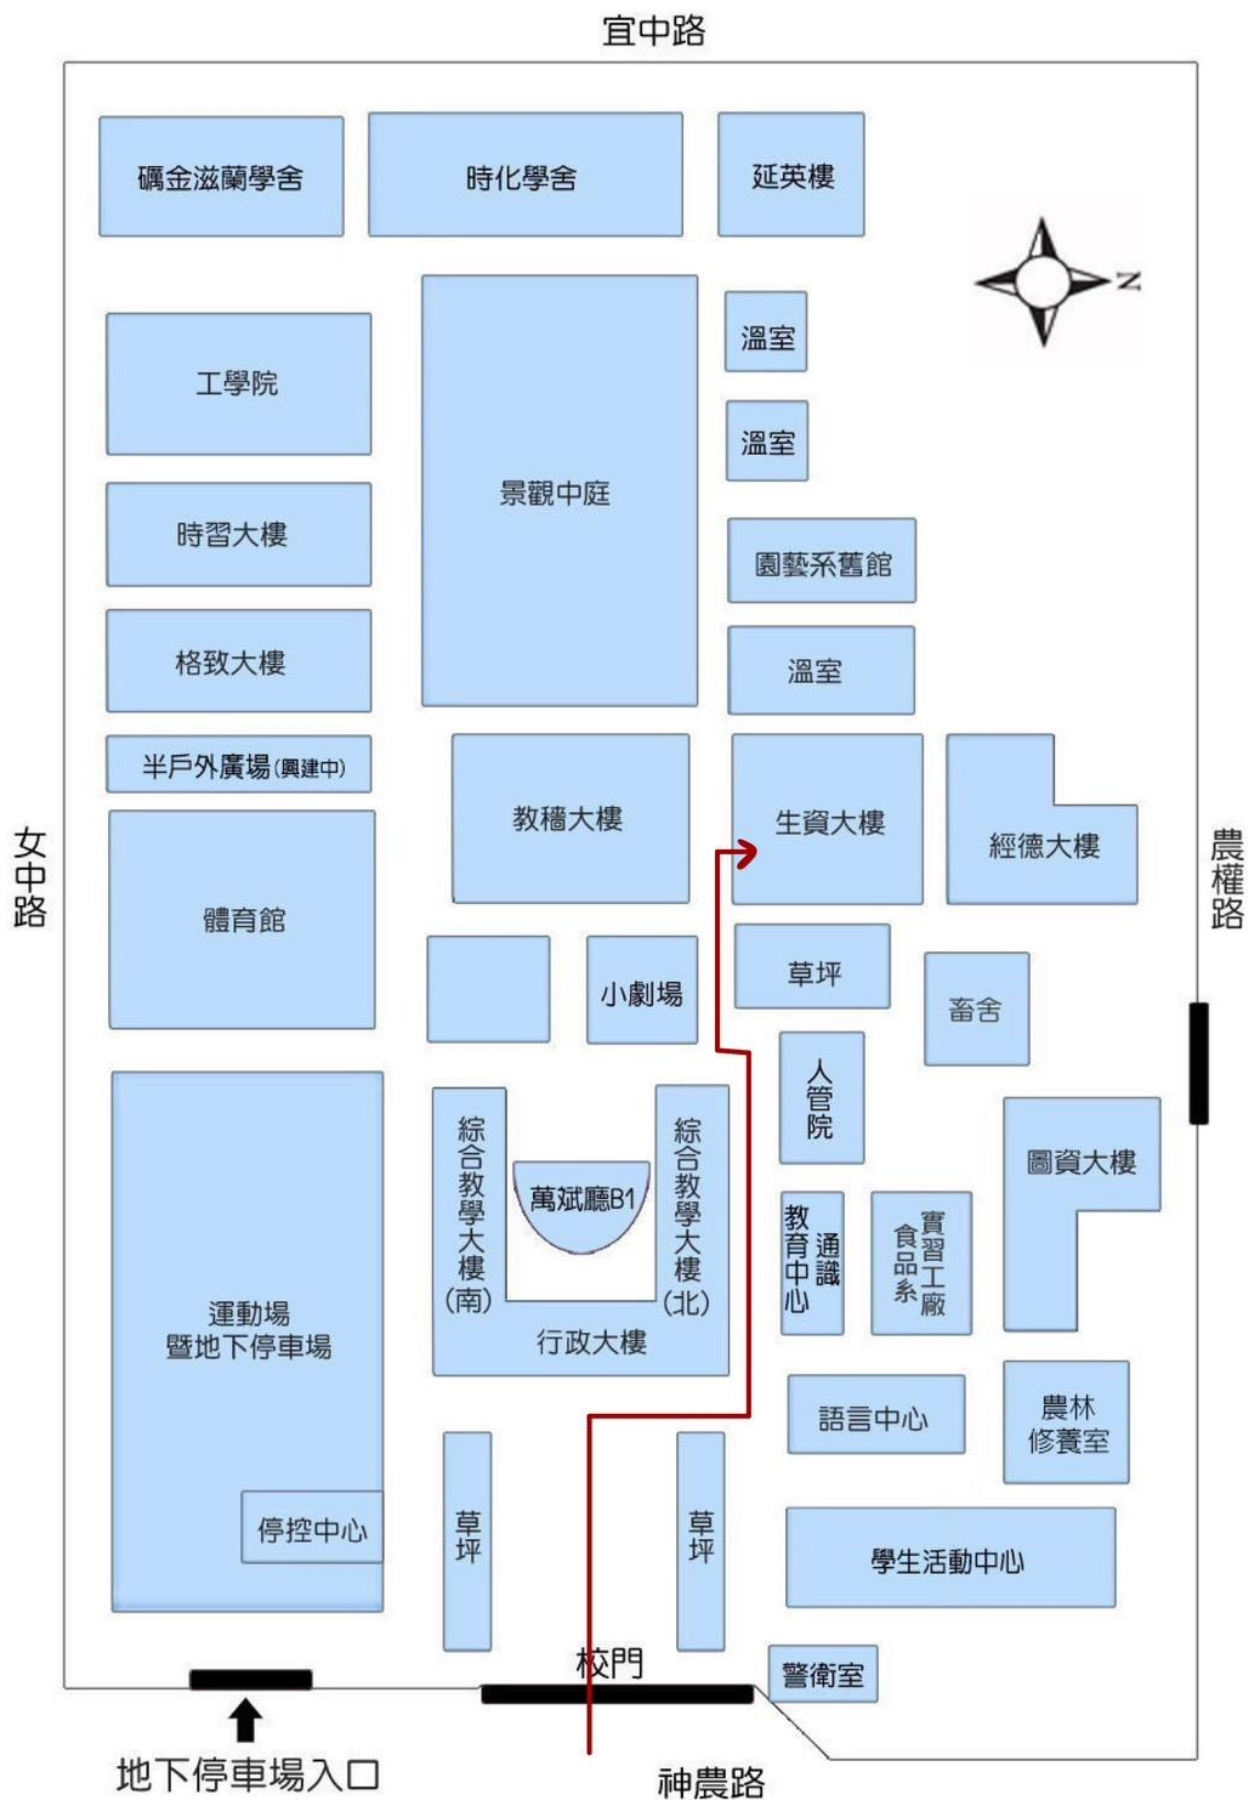 宜中路
礪金滋蘭學舍
時化學舍
延英樓
N
溫室
工學院
溫室
景觀中庭
時習大樓
園藝系舊館
格致大樓
溫室
半戶外廣場(興建中)
教穡大樓
生資大樓
經德大樓
女中路
農權路
體育館
草坪
小劇場
畜舍
人管院
綜合教學大樓(南)
萬斌廳B1
綜合教學大樓(北)
圖資大樓
通識
教育中心
食品系
實習工廠
運動場
暨地下停車場
行政大樓
語言中心
農林
修養室
停控中心
草坪
草坪
學生活動中心
校門
警衛室
地下停車場入口
神農路